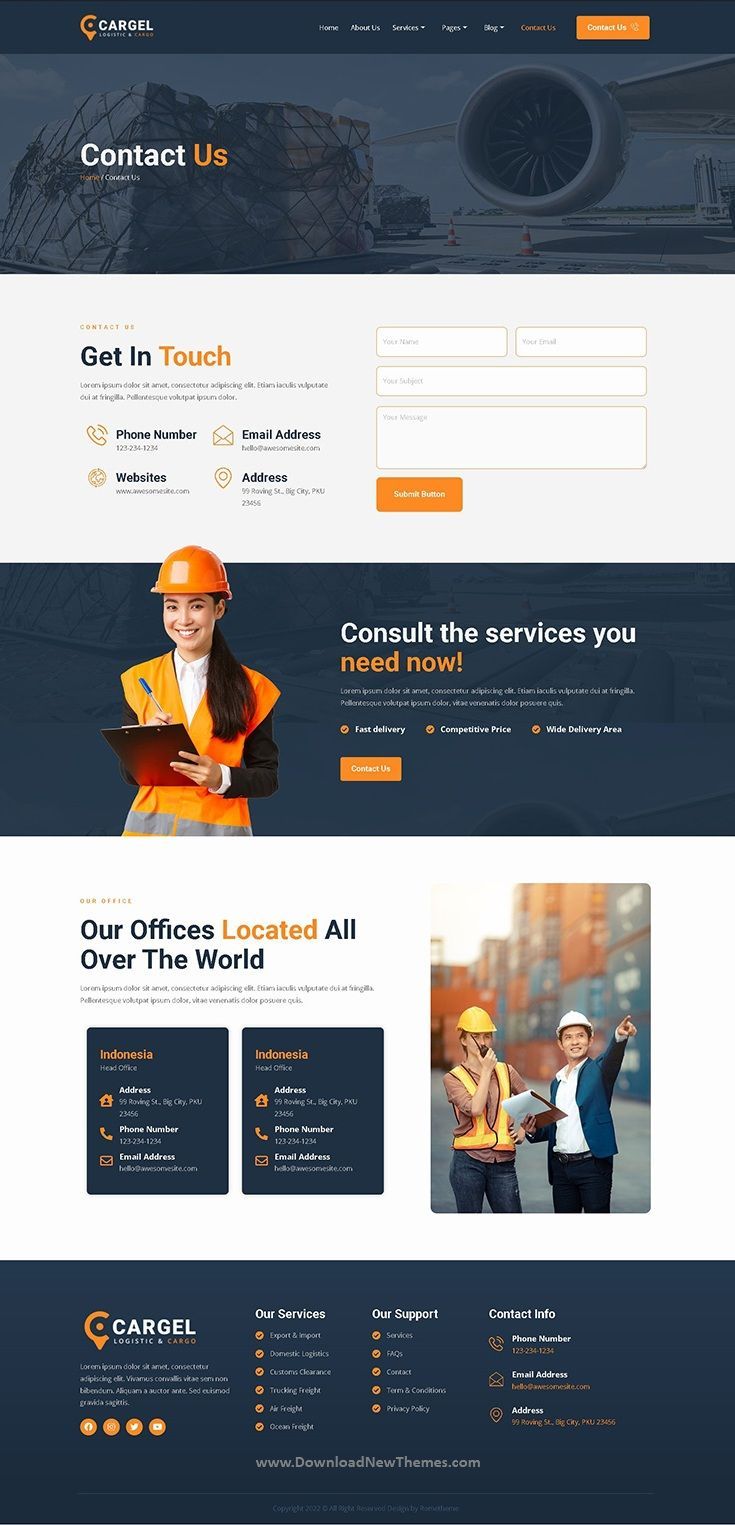 CARGEL
LOGISTIC & CARGO
Home About Us Services Pages Blog Contact Us Contact Us
Contact Us
Home / Contact Us
CONTACT US
Get In Touch
Lorem ipsum dolor sit amet, consectetur adipiscing elit. Etiam iaculis vulputate
dui at fringilla. Pellentesque volutpat ipsum dolor.
Phone Number
123-234-1234
Email Address
hello@awesomesite.com
Websites
www.awesomesite.com
Address
99 Roving St., Big City, PKU
23456
Your Name
Your Email
Your Subject
Your Message
Submit Button
Consult the services you
need now!
Lorem ipsum dolor sit amet, consectetur adipiscing elit. Etiam iaculis vulputate dui at fringilla.
Pellentesque volutpat ipsum dolor, vitae venenatis dolor posuere quis.
Fast delivery
Competitive Price
Wide Delivery Area
Contact Us
OUR OFFICE
Our Offices Located All
Over The World
Lorem ipsum dolor sit amet, consectetur adipiscing elit. Etiam iaculis vulputate dui at fringilla.
Pellentesque volutpat ipsum dolor, vitae venenatis dolor posuere quis.
Indonesia
Head Office
Address
99 Roving St., Big City, PKU
23456
Phone Number
123-234-1234
Email Address
hello@awesomesite.com
Indonesia
Head Office
Address
99 Roving St., Big City, PKU
23456
Phone Number
123-234-1234
Email Address
hello@awesomesite.com
CARGEL
LOGISTIC & CARGO
Lorem ipsum dolor sit amet, consectetur
adipiscing elit. Vivamus convallis vitae sem non
bibendum. Aliquam a auctor ante. Sed euismod
gravida sagittis.
Our Services
Export & Import
Domestic Logistics
Customs Clearance
Trucking Freight
Air Freight
Ocean Freight
Our Support
Services
FAQs
Contact
Term & Conditions
Privacy Policy
Contact Info
Phone Number
123-234-1234
Email Address
hello@awesomesite.com
Address
99 Roving St., Big City, PKU 23456
www.DownloadNewThemes.com
Copyright 2022 © All Right Reserved Design by Rometheme